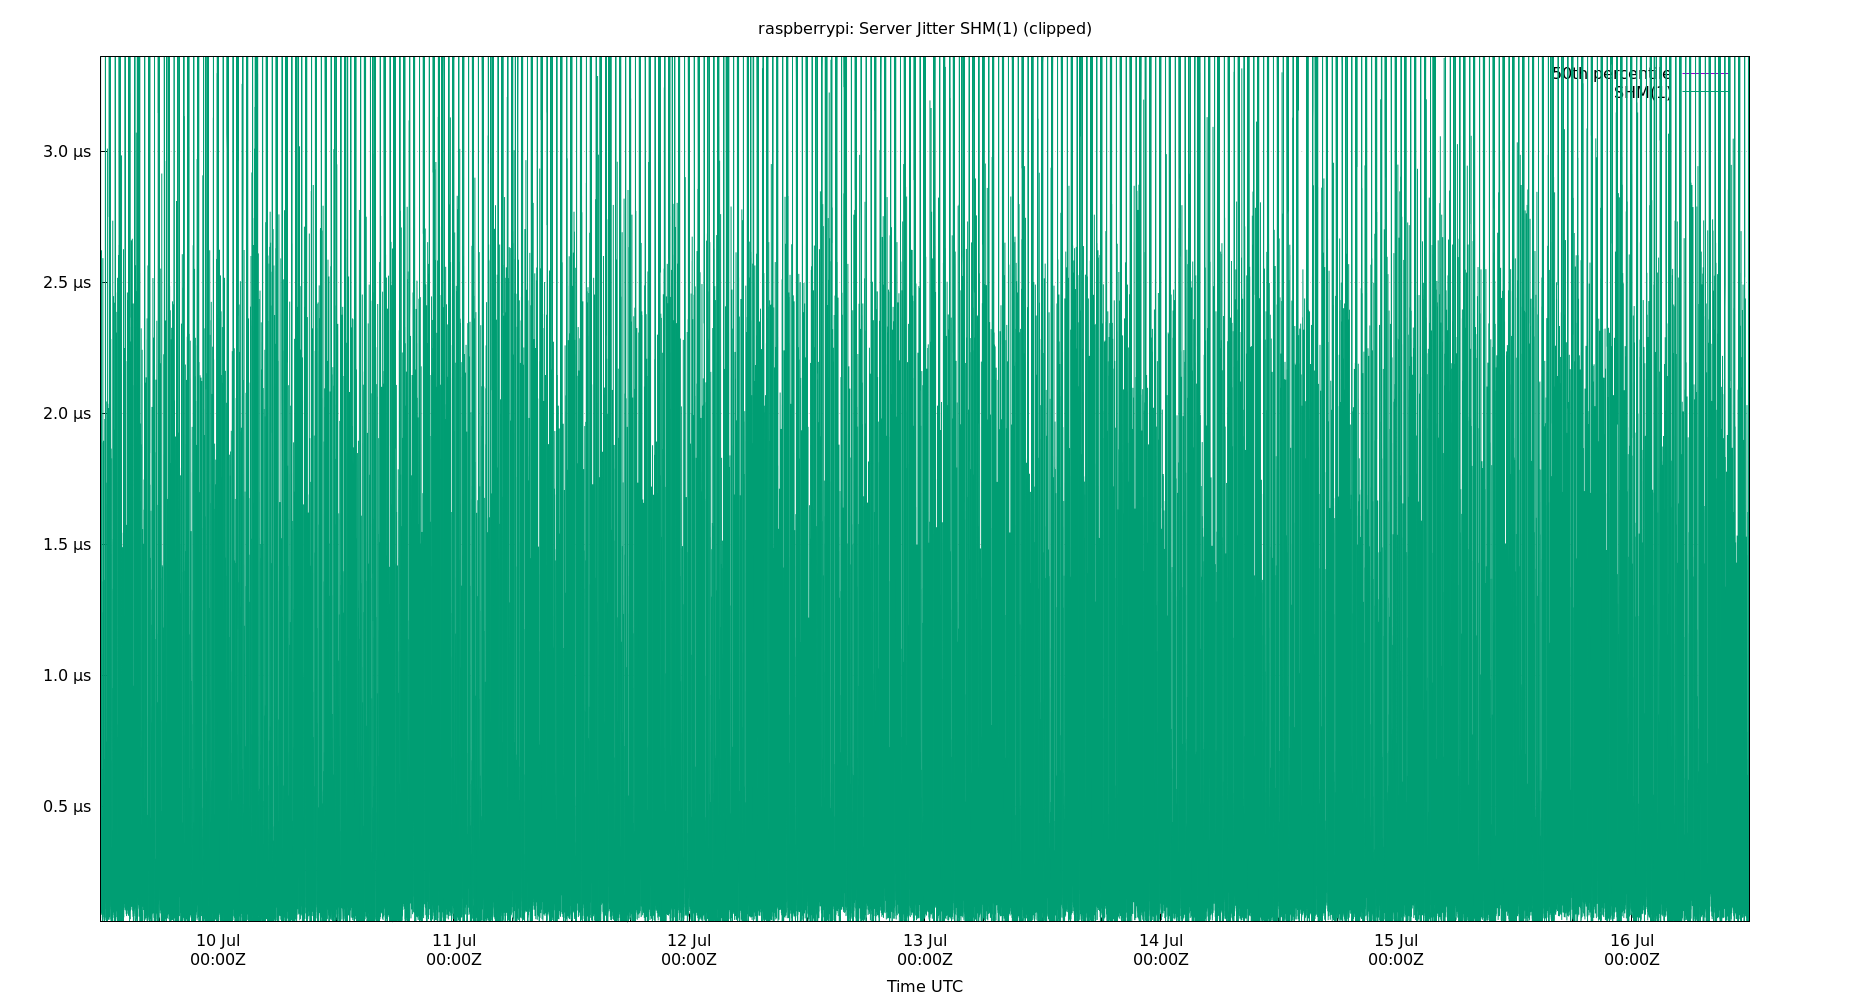 raspberrypi: Server Jitter SHM(1) (clipped)
50th percentile
SHM(1)
3.0 µs
2.5 µs
2.0 µs
1.5 µs
1.0 µs
0.5 µs
10 Jul 11 Jul 12 Jul 13 Jul 14 Jul 15 Jul 16 Jul
00:00Z 00:00Z 00:00Z 00:00Z 00:00Z 00:00Z 00:00Z
Time UTC